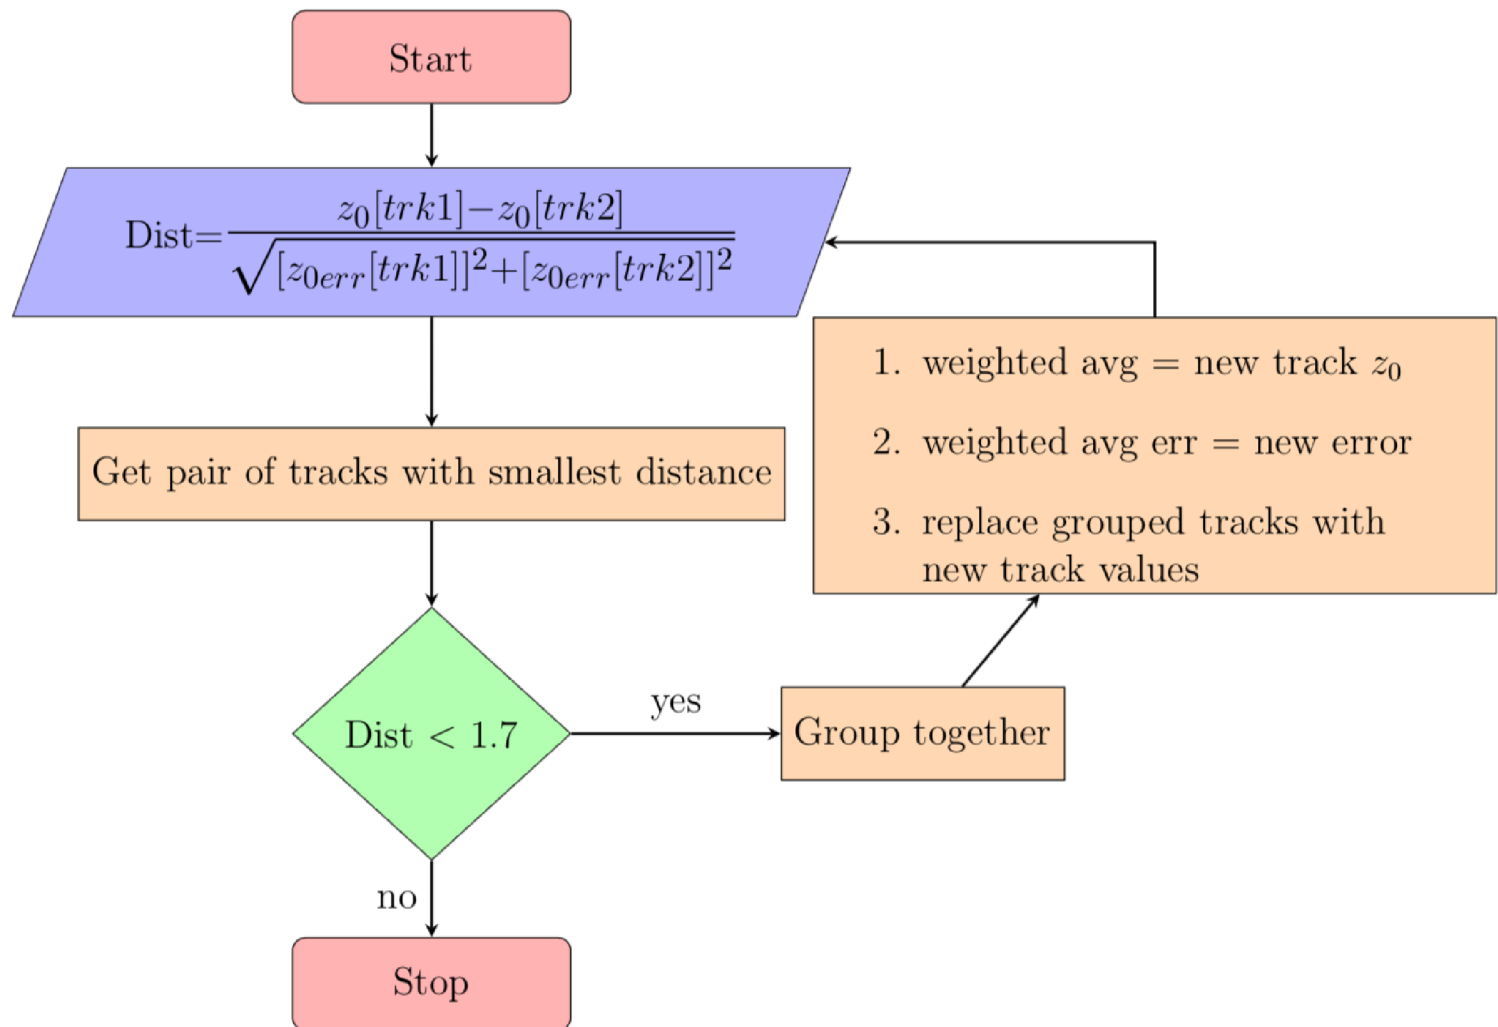 Start
Dist= z₀[trk1]−z₀[trk2] / √[z₀ₑᵣᵣ[trk1]]²+[z₀ₑᵣᵣ[trk2]]²
1. weighted avg = new track z₀
2. weighted avg err = new error
3. replace grouped tracks with
new track values
Get pair of tracks with smallest distance
Dist < 1.7
yes
Group together
no
Stop